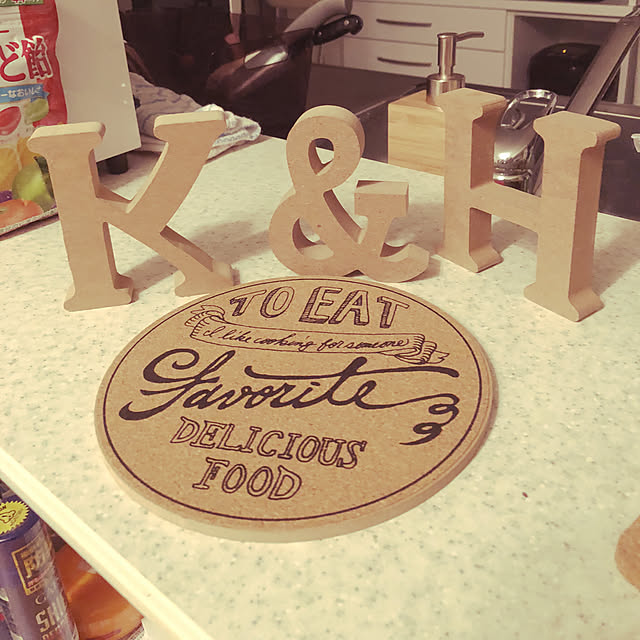 ど飴
K & H
TO EAT
i like cooking for someone
Favorite
DELICIOUS
FOOD